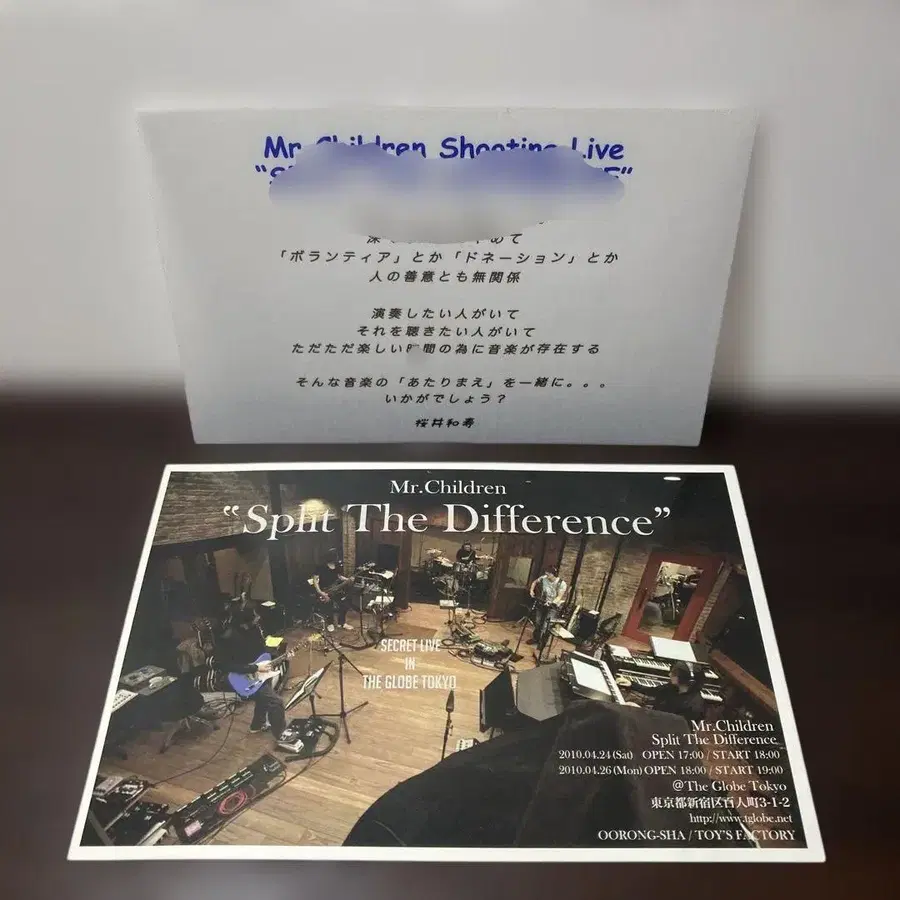 Mr.Children Shooting Live
「ボランティア」とか「ドネーション」とか
人の善意とも無関係
演奏したい人がいて
それを聴きたい人がいて
ただただ楽しい時間の為に音楽が存在する
そんな音楽の「あたりまえ」を一緒に。。。
いかがでしょう？
桜井和寿
Mr.Children
“Split The Difference”
SECRET LIVE
IN
THE GLOBE TOKYO
Mr.Children
Split The Difference
2010.04.24(Sat) OPEN 17:00 / START 18:00
2010.04.26(Mon) OPEN 18:00 / START 19:00
@The Globe Tokyo
東京都新宿区百人町3-1-2
http://www.tglobe.net
OORONG-SHA / TOY'S FACTORY